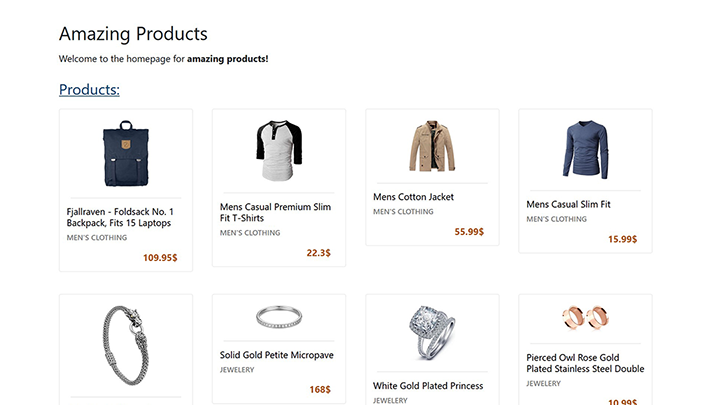 Amazing Products
Welcome to the homepage for amazing products!
Products:
Fjallraven - Foldsack No. 1
Backpack, Fits 15 Laptops
MEN'S CLOTHING
109.95$
Mens Casual Premium Slim
Fit T-Shirts
MEN'S CLOTHING
22.3$
Mens Cotton Jacket
MEN'S CLOTHING
55.99$
Mens Casual Slim Fit
MEN'S CLOTHING
15.99$
Solid Gold Petite Micropave
JEWELERY
168$
White Gold Plated Princess
JEWELERY
Pierced Owl Rose Gold
Plated Stainless Steel Double
JEWELERY
10.99$